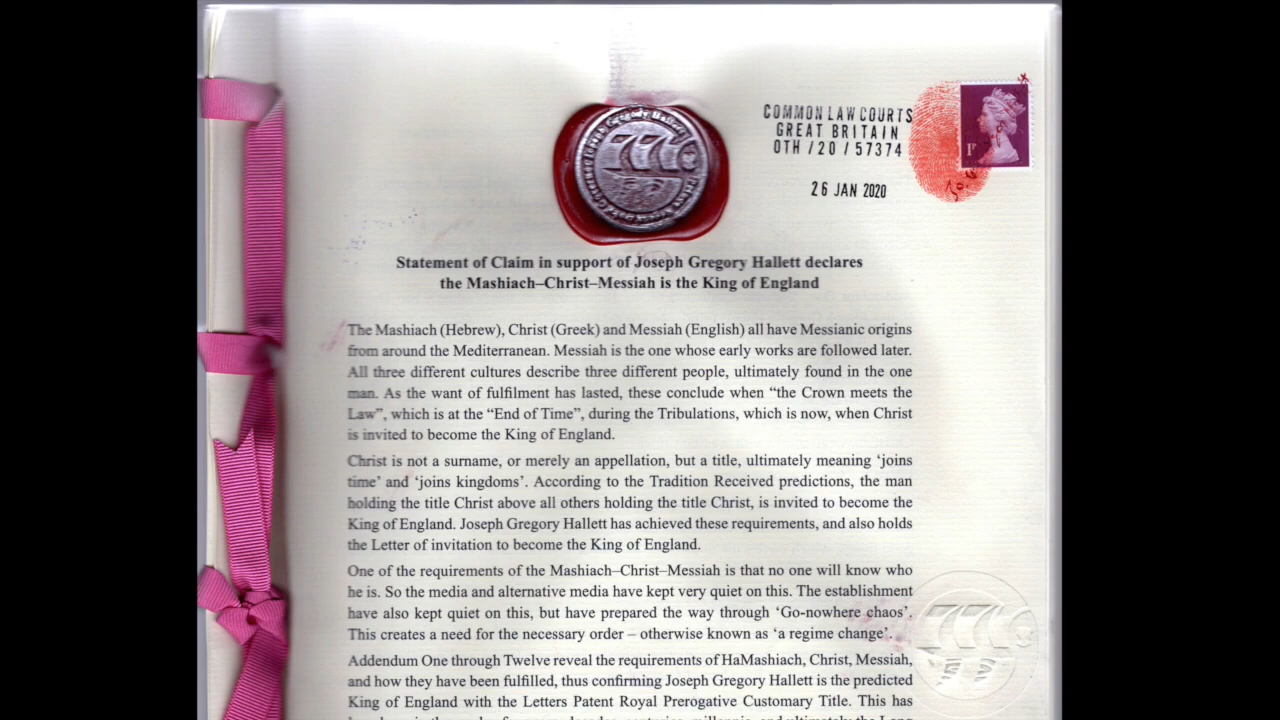 COMMON LAW COURTS
GREAT BRITAIN
OTH / 20 / 57374
26 JAN 2020
Joseph Gregory Hallett
Statement of Claim in support of Joseph Gregory Hallett declares
the Mashiach–Christ–Messiah is the King of England
The Mashiach (Hebrew), Christ (Greek) and Messiah (English) all have Messianic origins
from around the Mediterranean. Messiah is the one whose early works are followed later.
All three different cultures describe three different people, ultimately found in the one
man. As the want of fulfilment has lasted, these conclude when “the Crown meets the
Law”, which is at the “End of Time”, during the Tribulations, which is now, when Christ
is invited to become the King of England.
Christ is not a surname, or merely an appellation, but a title, ultimately meaning ‘joins
time’ and ‘joins kingdoms’. According to the Tradition Received predictions, the man
holding the title Christ above all others holding the title Christ, is invited to become the
King of England. Joseph Gregory Hallett has achieved these requirements, and also holds
the Letter of invitation to become the King of England.
One of the requirements of the Mashiach–Christ–Messiah is that no one will know who
he is. So the media and alternative media have kept very quiet on this. The establishment
have also kept quiet on this, but have prepared the way through ‘Go-nowhere chaos’.
This creates a need for the necessary order – otherwise known as ‘a regime change’.
Addendum One through Twelve reveal the requirements of HaMashiach, Christ, Messiah,
and how they have been fulfilled, thus confirming Joseph Gregory Hallett is the predicted
King of England with the Letters Patent Royal Prerogative Customary Title. This has